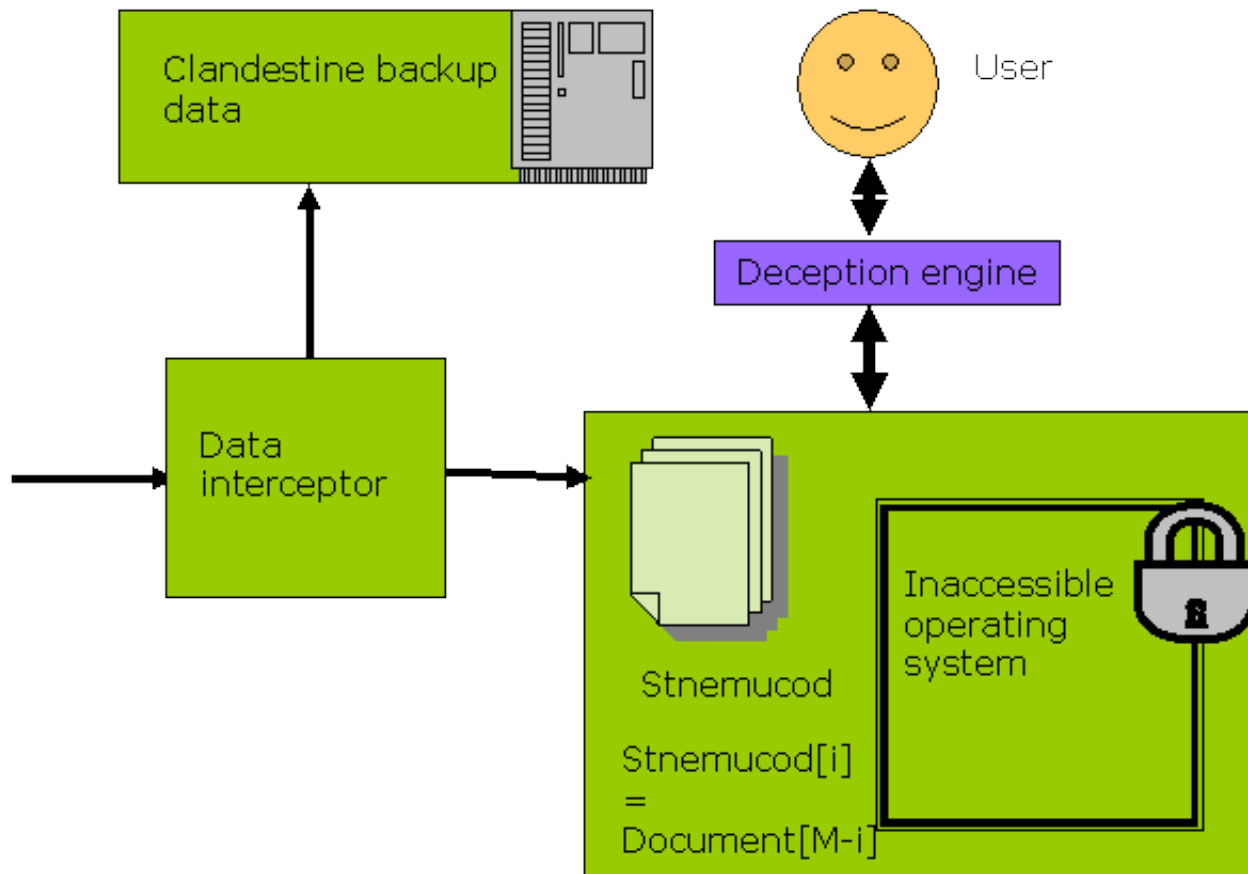 Clandestine backup
data
User
Deception engine
Data
interceptor
Inaccessible
operating
system
Stnemucod
Stnemucod[i]
=
Document[M-i]